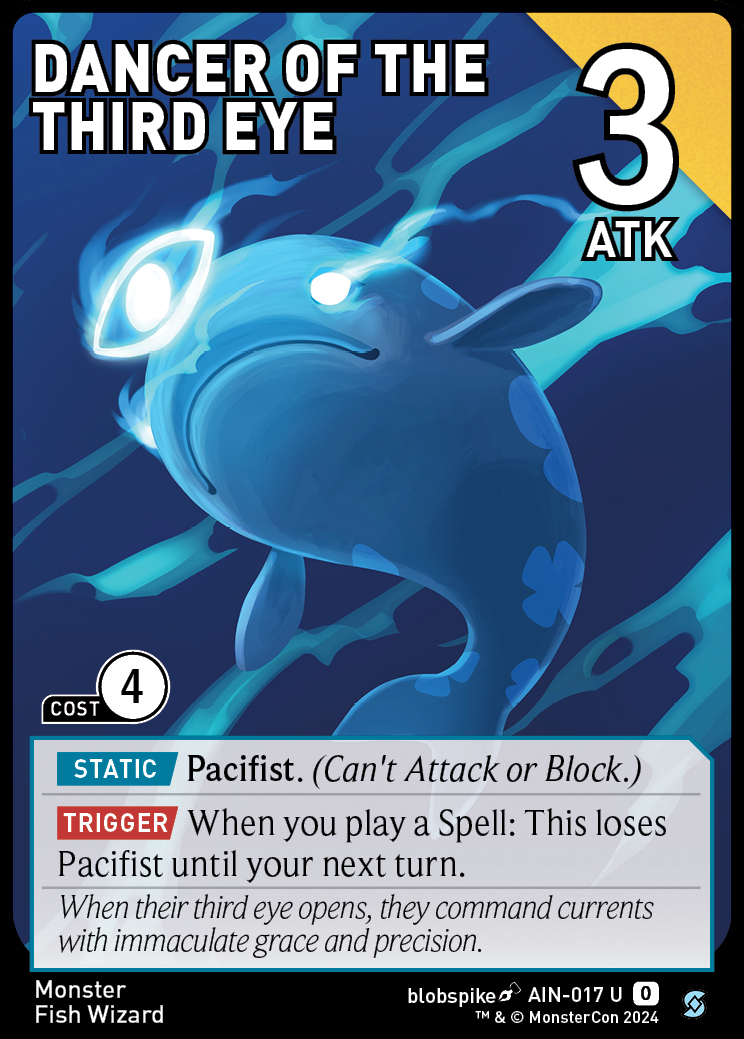 DANCER OF THE
THIRD EYE
3
ATK
COST 4
STATIC Pacifist. (Can't Attack or Block.)
TRIGGER When you play a Spell: This loses
Pacifist until your next turn.
When their third eye opens, they command currents
with immaculate grace and precision.
Monster
Fish Wizard
blobspike AIN-017 U 0
™ & © MonsterCon 2024